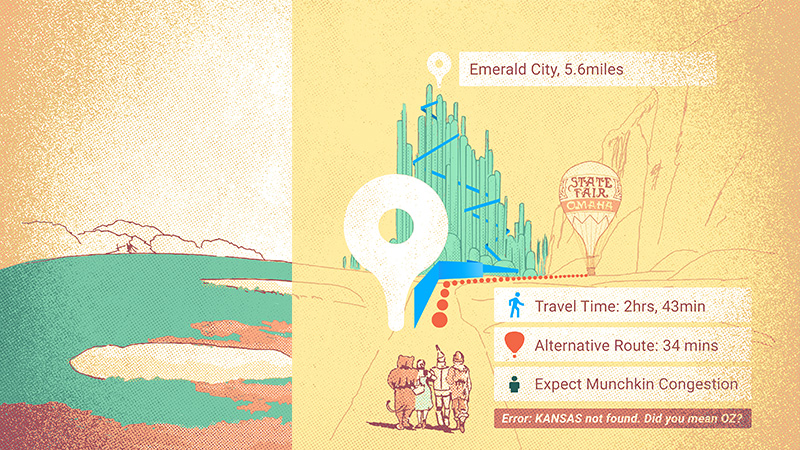 Emerald City, 5.6miles
STATE
FAIR
OMAHA
Travel Time: 2hrs, 43min
Alternative Route: 34 mins
Expect Munchkin Congestion
Error: KANSAS not found. Did you mean OZ?